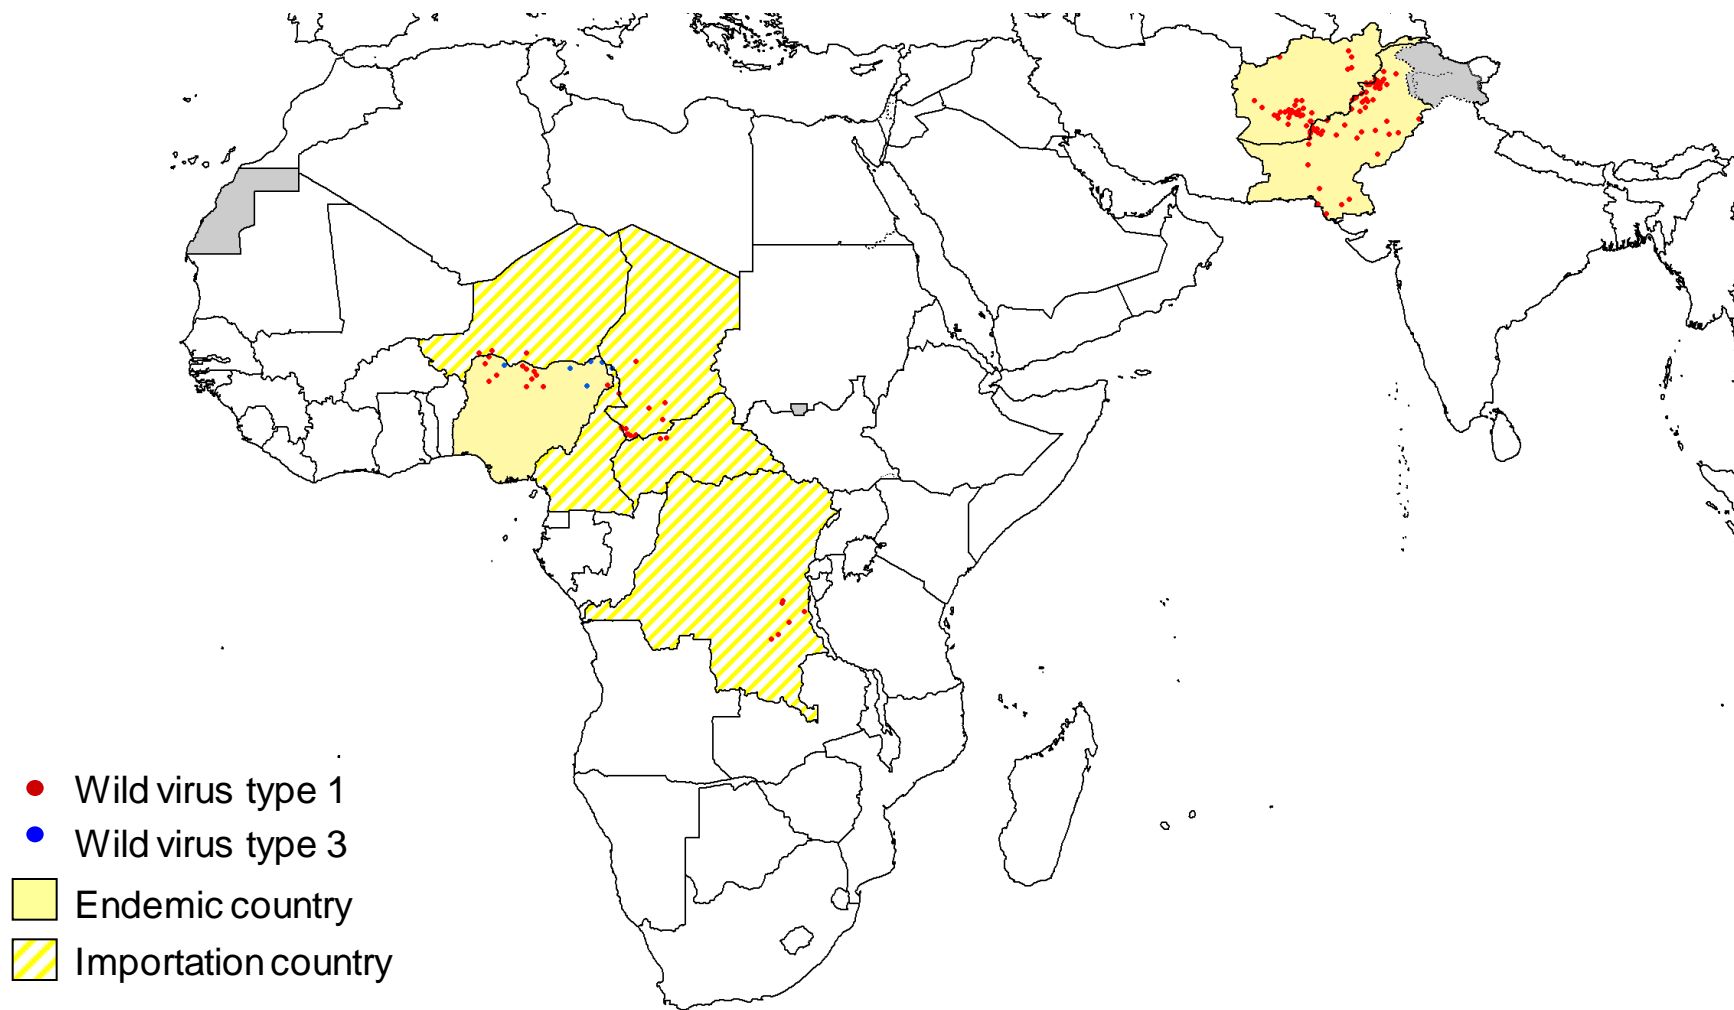 Wild virus type 1
Wild virus type 3
Endemic country
Importation country